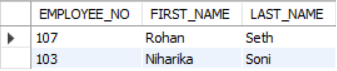 EMPLOYEE_NO FIRST_NAME LAST_NAME
107 Rohan Seth
103 Niharika Soni